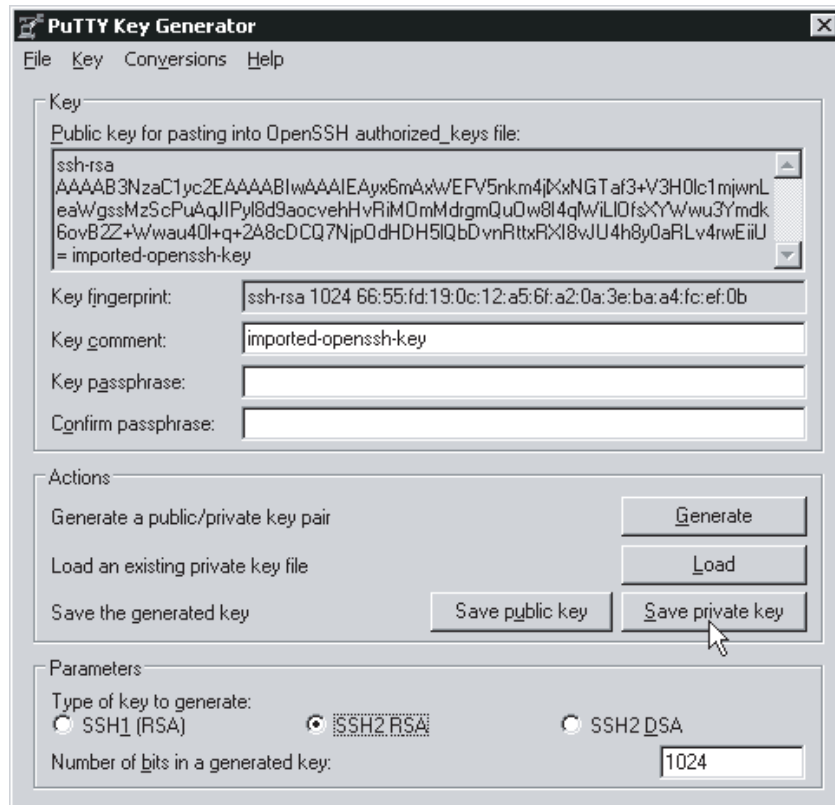 PuTTY Key Generator
File Key Conversions Help
Key
Public key for pasting into OpenSSH authorized_keys file:
ssh-rsa
AAAAB3NzaC1yc2EAAAABIwAAAIEAyx6mAxWEFV5nkm4jXxNGTaf3+V3H0lc1mjwnL
eaWgssMzScPuAqJIPyl8d9aocvehHvRiMOmMdrgmQuOw8I4qlWiLlOfsXYWwu3Ymdk
6ovB2Z+Wwau40I+q+2A8cDCQ7NjpOdHDH5lQbDvnRttxRXI8wJU4h8y0aRLv4rwEiiU
= imported-openssh-key
Key fingerprint: ssh-rsa 1024 66:55:fd:19:0c:12:a5:6f:a2:0a:3e:ba:a4:fc:ef:0b
Key comment: imported-openssh-key
Key passphrase:
Confirm passphrase:
Actions
Generate a public/private key pair Generate
Load an existing private key file Load
Save the generated key Save public key Save private key
Parameters
Type of key to generate:
SSH1 (RSA) SSH2 RSA SSH2 DSA
Number of bits in a generated key: 1024